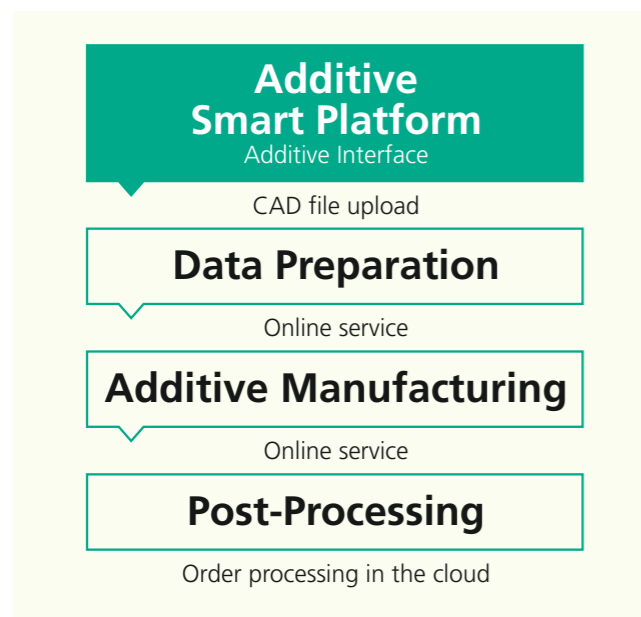 Additive
Smart Platform
Additive Interface
CAD file upload
Data Preparation
Online service
Additive Manufacturing
Online service
Post-Processing
Order processing in the cloud